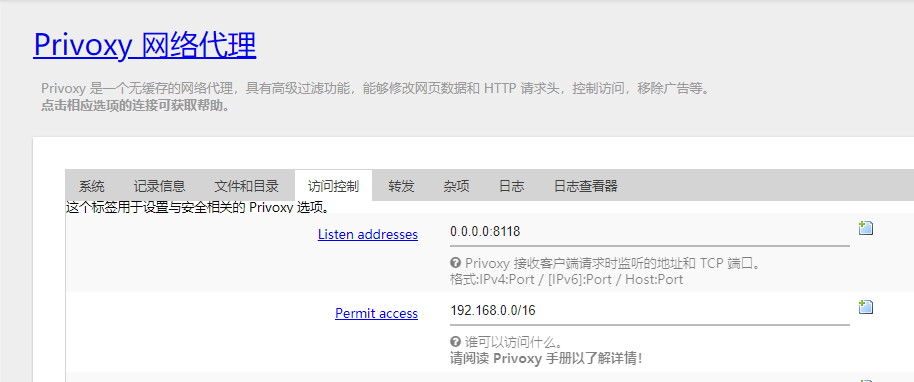 Privoxy 网络代理
Privoxy 是一个无缓存的网络代理，具有高级过滤功能，能够修改网页数据和 HTTP 请求头，控制访问，移除广告等。
点击相应选项的连接可获取帮助。
系统 记录信息 文件和目录 访问控制 转发 杂项 日志 日志查看器
这个标签用于设置与安全相关的 Privoxy 选项。
Listen addresses 0.0.0.0:8118
Privoxy 接收客户端请求时监听的地址和 TCP 端口。
格式:IPv4:Port / [IPv6]:Port / Host:Port
Permit access 192.168.0.0/16
谁可以访问什么。
请阅读 Privoxy 手册以了解详情！